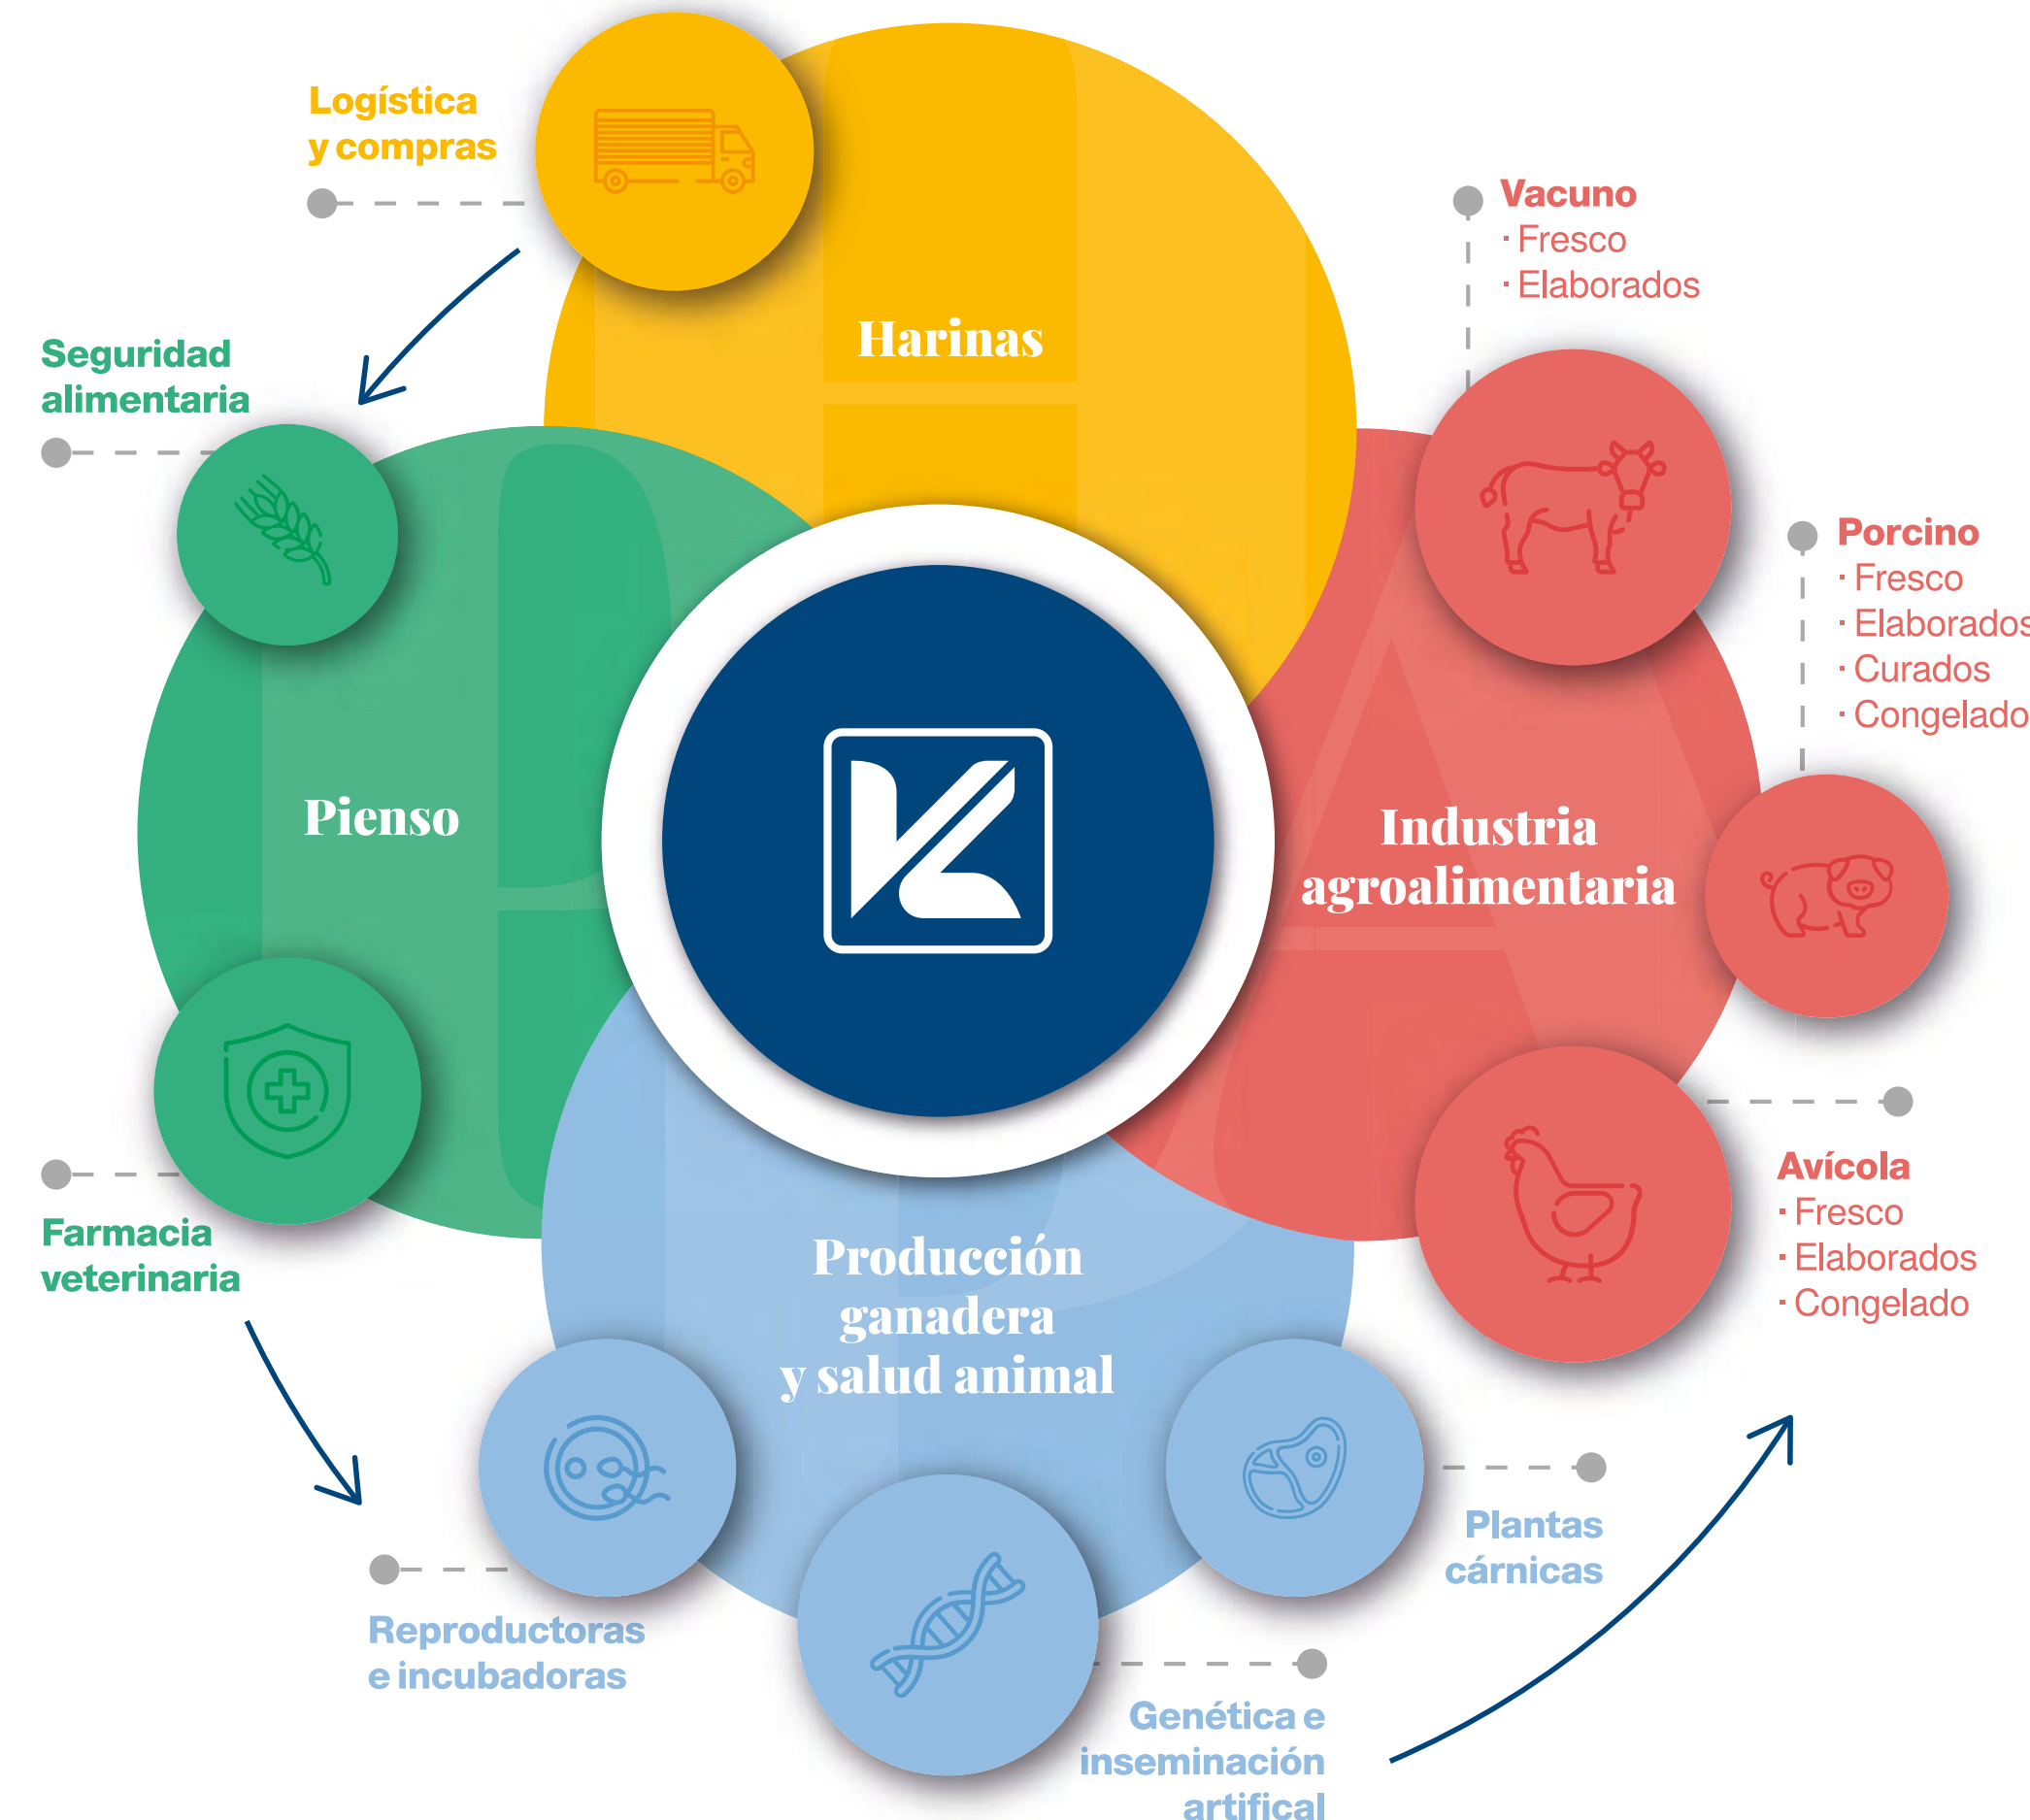 Logística
y compras
Harinas
Vacuno
· Fresco
· Elaborados
Seguridad
alimentaria
Porcino
· Fresco
· Elaborados
· Curados
· Congelado
Pienso
Industria
agroalimentaria
Avícola
· Fresco
· Elaborados
· Congelado
Farmacia
veterinaria
Producción
ganadera
y salud animal
Plantas
cárnicas
Reproductoras
e incubadoras
Genética e
inseminación
artifical